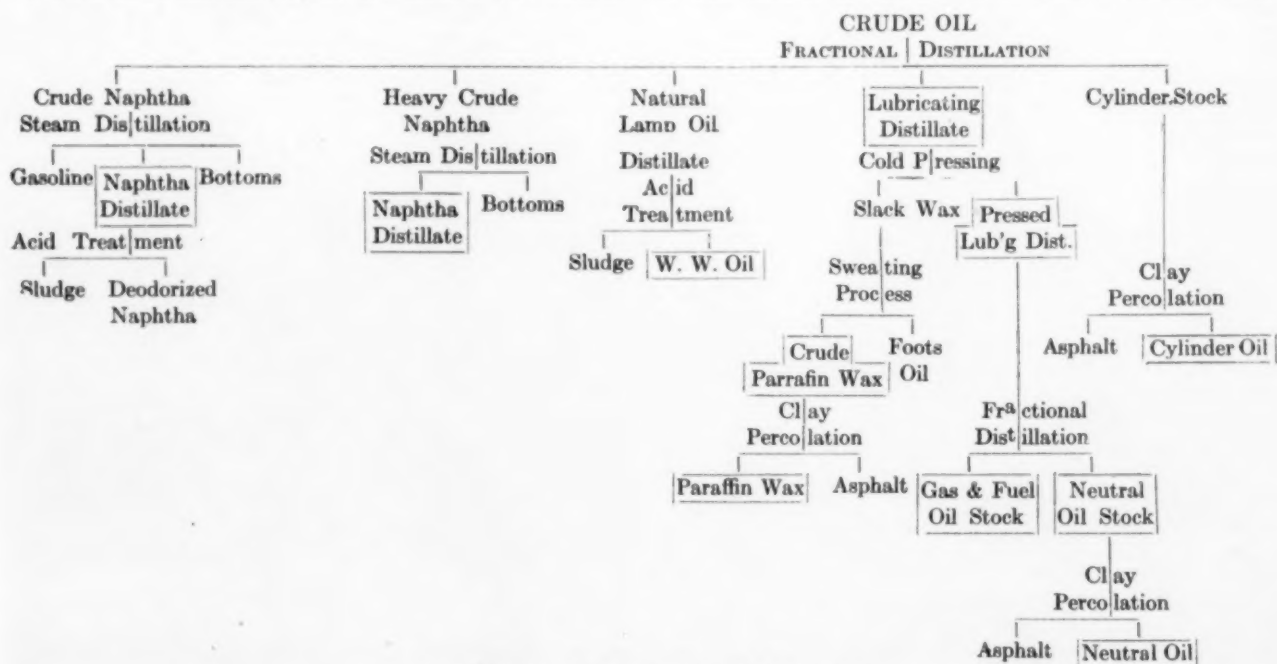 CRUDE OIL
FRACTIONAL DISTILLATION
Crude Naphtha
Steam Distillation
Gasoline
Naphtha
Distillate
Bottoms
Acid Treatment
Sludge
Deodorized
Naphtha
Heavy Crude
Naphtha
Steam Distillation
Naphtha
Distillate
Bottoms
Natural
Lamp Oil
Distillate
Acid
Treatment
Sludge
W. W. Oil
Lubricating
Distillate
Cold Pressing
Slack Wax
Pressed
Lub'g Dist.
Sweating
Process
Crude
Parrafin Wax
Foots
Oil
Clay
Percolation
Paraffin Wax
Asphalt
Fractional
Distillation
Gas & Fuel
Oil Stock
Neutral
Oil Stock
Clay
Percolation
Asphalt
Neutral Oil
Cylinder Stock
Clay
Percolation
Asphalt
Cylinder Oil